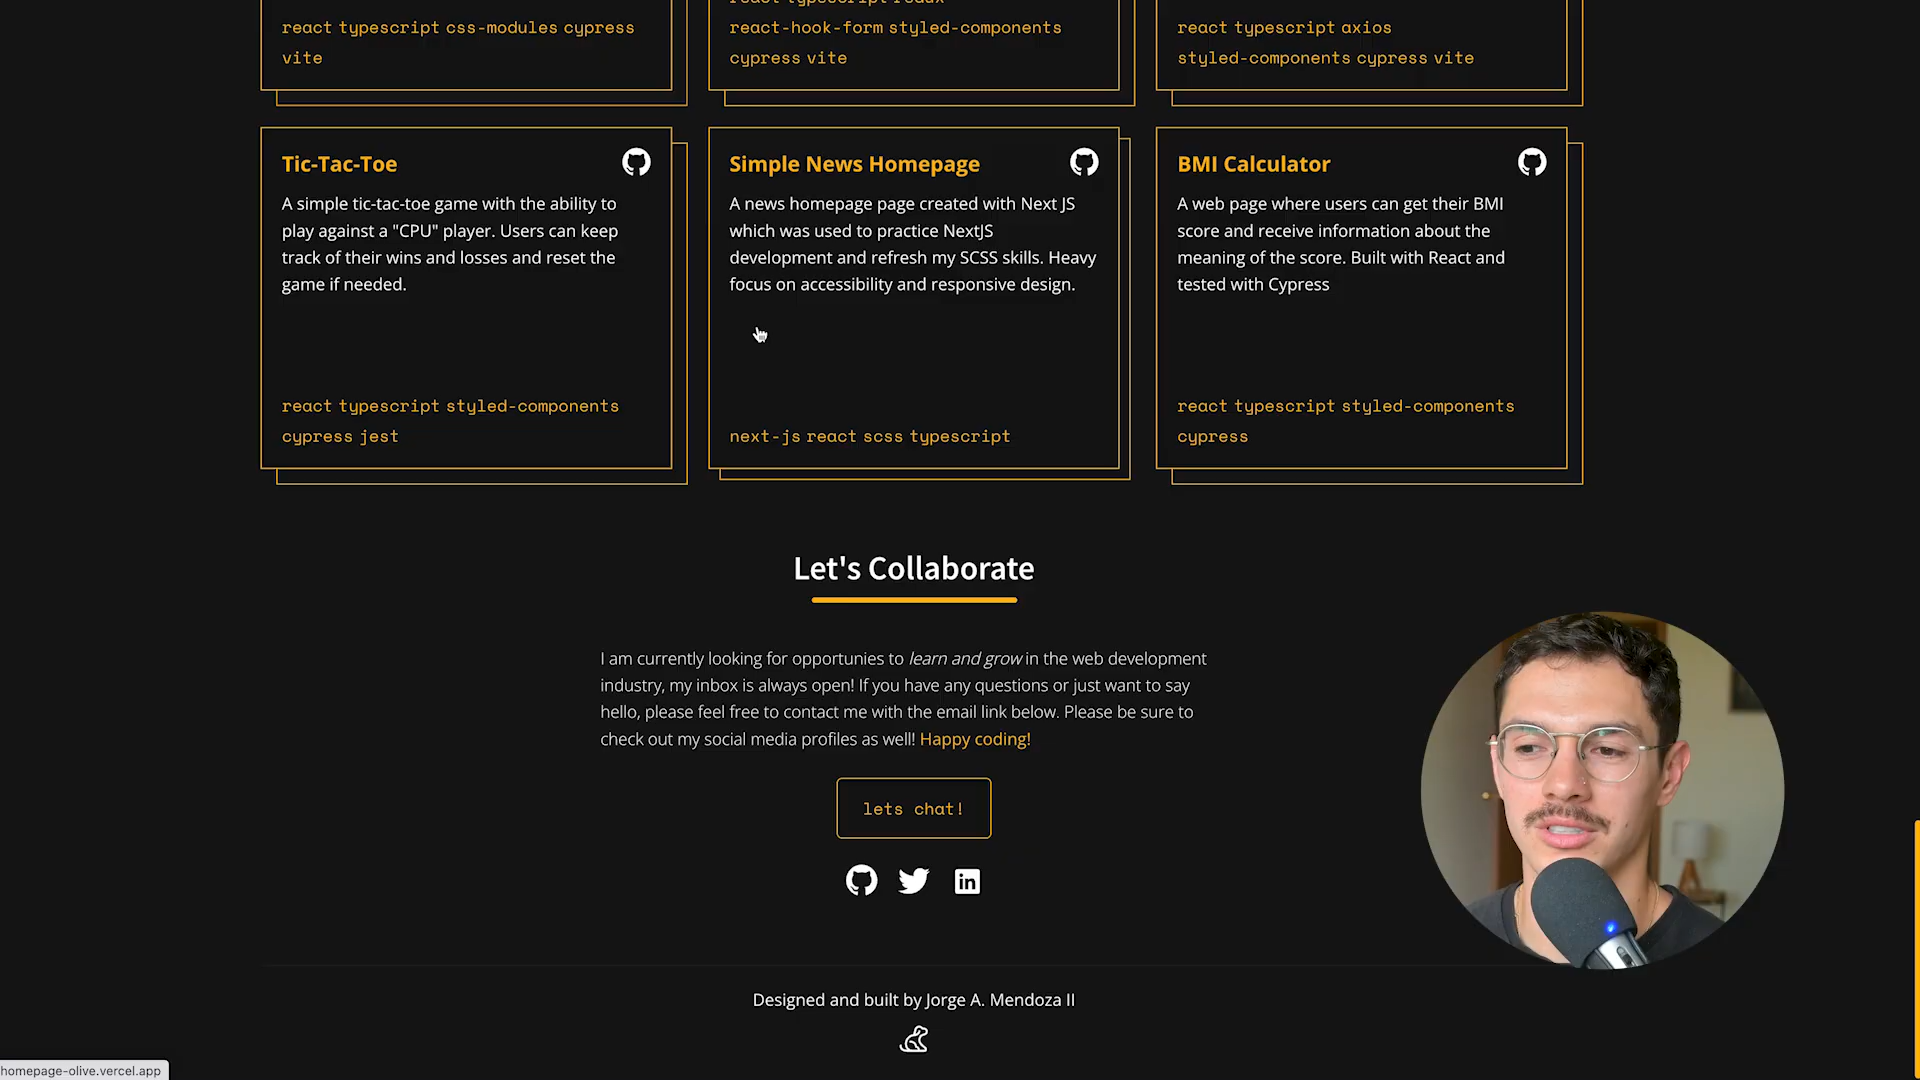 react typescript css-modules cypress
vite
react-hook-form styled-components
cypress vite
react typescript axios
styled-components cypress vite
Tic-Tac-Toe
A simple tic-tac-toe game with the ability to
play against a "CPU" player. Users can keep
track of their wins and losses and reset the
game if needed.
react typescript styled-components
cypress jest
Simple News Homepage
A news homepage page created with Next JS
which was used to practice NextJS
development and refresh my SCSS skills. Heavy
focus on accessibility and responsive design.
next-js react scss typescript
BMI Calculator
A web page where users can get their BMI
score and receive information about the
meaning of the score. Built with React and
tested with Cypress
react typescript styled-components
cypress
Let's Collaborate
I am currently looking for opportunies to learn and grow in the web development
industry, my inbox is always open! If you have any questions or just want to say
hello, please feel free to contact me with the email link below. Please be sure to
check out my social media profiles as well! Happy coding!
lets chat!
in
Designed and built by Jorge A. Mendoza II
homepage-olive.vercel.app